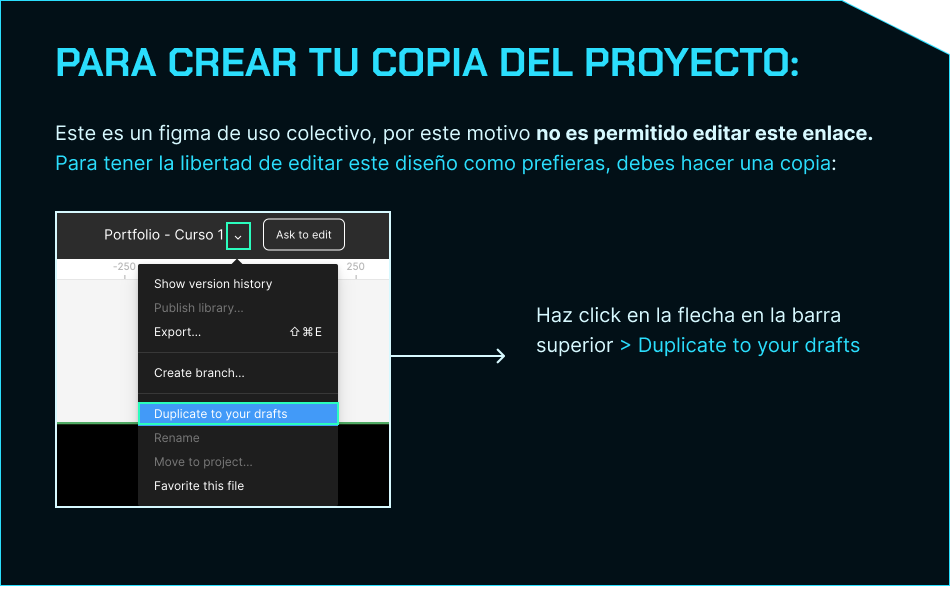 PARA CREAR TU COPIA DEL PROYECTO:
Este es un figma de uso colectivo, por este motivo no es permitido editar este enlace.
Para tener la libertad de editar este diseño como prefieras, debes hacer una copia:
Portfolio - Curso 1
Ask to edit
-250
250
Show version history
Publish library...
Export... ⇧⌘E
Create branch...
Duplicate to your drafts
Rename
Move to project...
Favorite this file
Haz click en la flecha en la barra
superior > Duplicate to your drafts